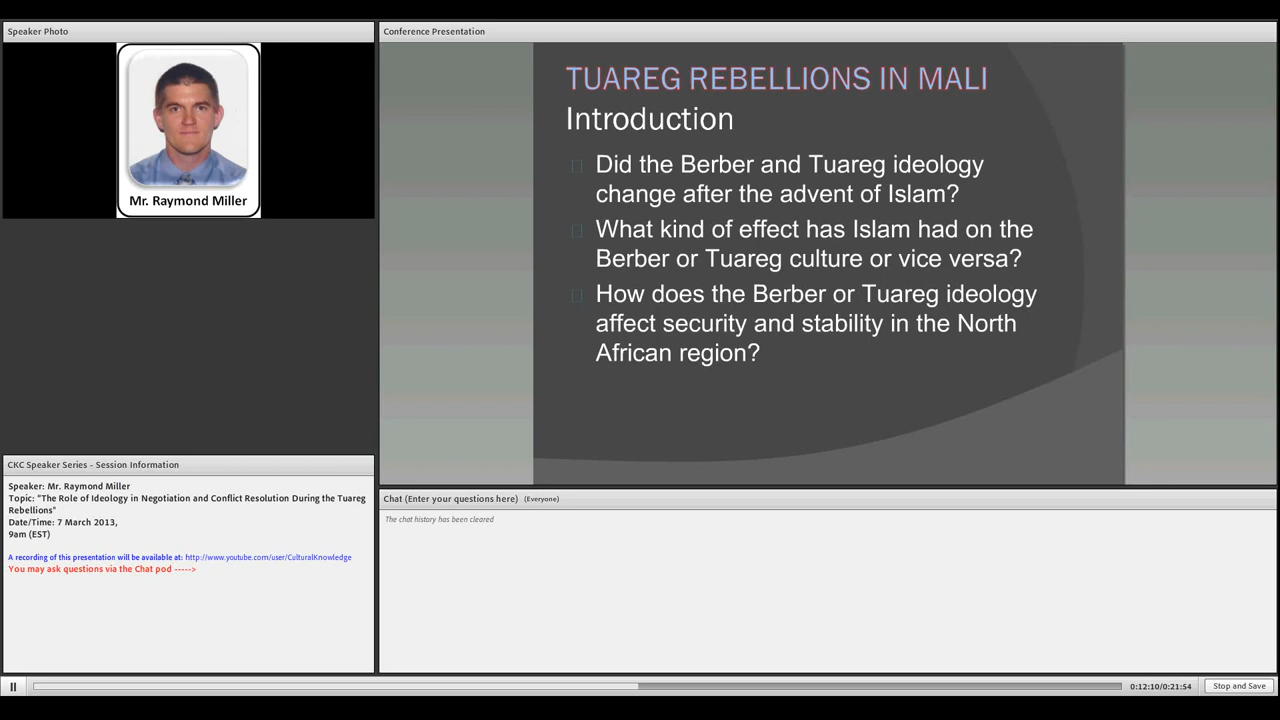 Speaker Photo
Mr. Raymond Miller
Conference Presentation
TUAREG REBELLIONS IN MALI
Introduction
Did the Berber and Tuareg ideology
change after the advent of Islam?
What kind of effect has Islam had on the
Berber or Tuareg culture or vice versa?
How does the Berber or Tuareg ideology
affect security and stability in the North
African region?
CKC Speaker Series - Session Information
Speaker: Mr. Raymond Miller
Topic: "The Role of Ideology in Negotiation and Conflict Resolution During the Tuareg
Rebellions"
Date/Time: 7 March 2013,
9am (EST)
A recording of this presentation will be available at: http://www.youtube.com/user/CulturalKnowledge
You may ask questions via the Chat pod ----->
Chat (Enter your questions here) (Everyone)
The chat history has been cleared
0:12:10/0:21:54
Stop and Save